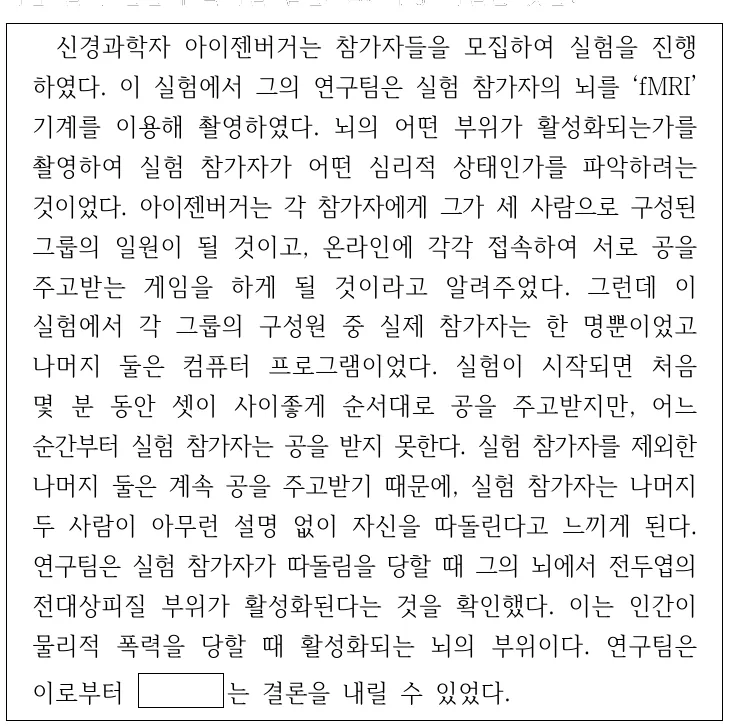 신경과학자 아이젠버거는 참가자들을 모집하여 실험을 진행
하였다. 이 실험에서 그의 연구팀은 실험 참가자의 뇌를 ‘fMRI’
기계를 이용해 촬영하였다. 뇌의 어떤 부위가 활성화되는가를
촬영하여 실험 참가자가 어떤 심리적 상태인가를 파악하려는
것이었다. 아이젠버거는 각 참가자에게 그가 세 사람으로 구성된
그룹의 일원이 될 것이고, 온라인에 각각 접속하여 서로 공을
주고받는 게임을 하게 될 것이라고 알려주었다. 그런데 이
실험에서 각 그룹의 구성원 중 실제 참가자는 한 명뿐이었고
나머지 둘은 컴퓨터 프로그램이었다. 실험이 시작되면 처음
몇 분 동안 셋이 사이좋게 순서대로 공을 주고받지만, 어느
순간부터 실험 참가자는 공을 받지 못한다. 실험 참가자를 제외한
나머지 둘은 계속 공을 주고받기 때문에, 실험 참가자는 나머지
두 사람이 아무런 설명 없이 자신을 따돌린다고 느끼게 된다.
연구팀은 실험 참가자가 따돌림을 당할 때 그의 뇌에서 전두엽의
전대상피질 부위가 활성화된다는 것을 확인했다. 이는 인간이
물리적 폭력을 당할 때 활성화되는 뇌의 부위이다. 연구팀은
이로부터 는 결론을 내릴 수 있었다.